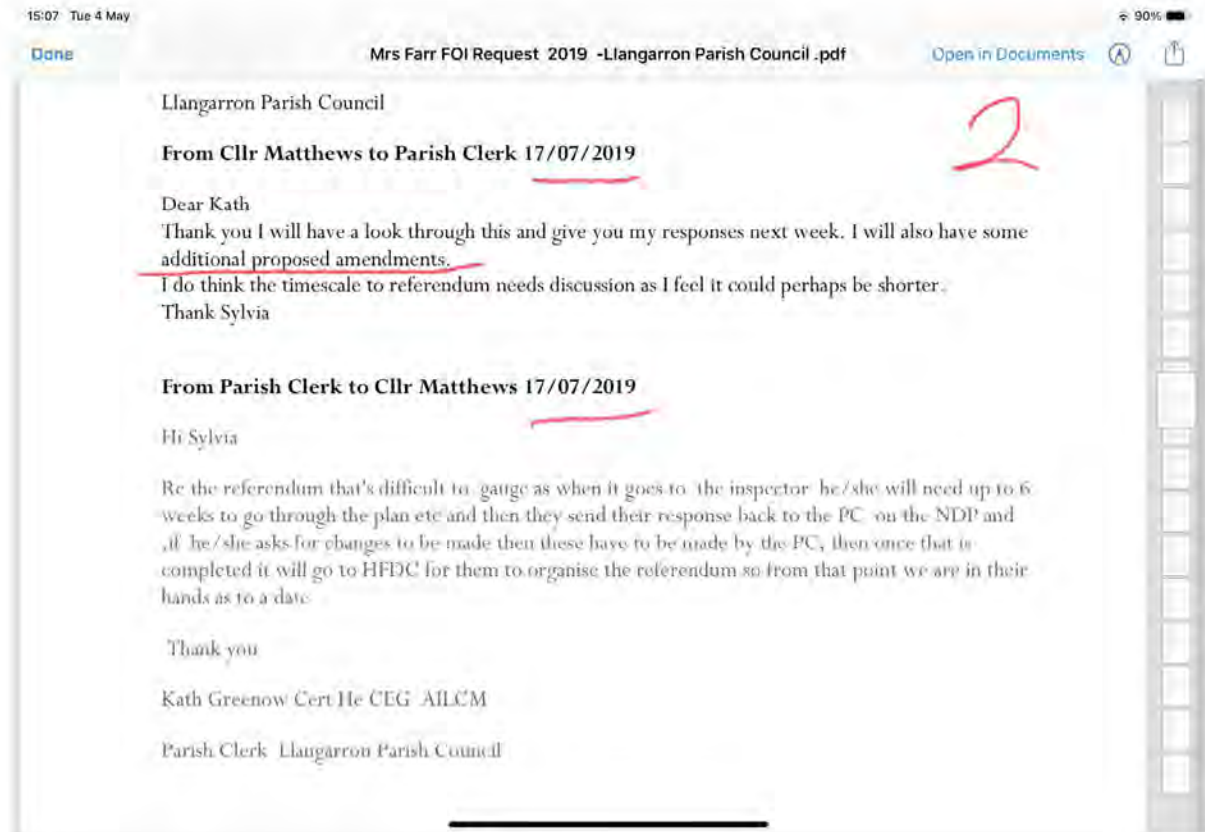 15:07 Tue 4 May
90%
Done
Mrs Farr FOI Request 2019 -Llangarron Parish Council .pdf
Open in Documents
Llangarron Parish Council
2
From Cllr Matthews to Parish Clerk 17/07/2019
Dear Kath
Thank you I will have a look through this and give you my responses next week. I will also have some
additional proposed amendments.
I do think the timescale to referendum needs discussion as I feel it could perhaps be shorter.
Thank Sylvia
From Parish Clerk to Cllr Matthews 17/07/2019
Hi Sylvia
Re the referendum that's difficult to gauge as when it goes to the inspector he/she will need up to 6
weeks to go through the plan etc and then they send their response back to the PC on the NDP and
,if he/she asks for changes to be made then these have to be made by the PC, then once that is
completed it will go to HFDC for them to organise the referendum so from that point we are in their
hands as to a date
Thank you
Kath Greenow Cert He CEG AILCM
Parish Clerk Llangarron Parish Council